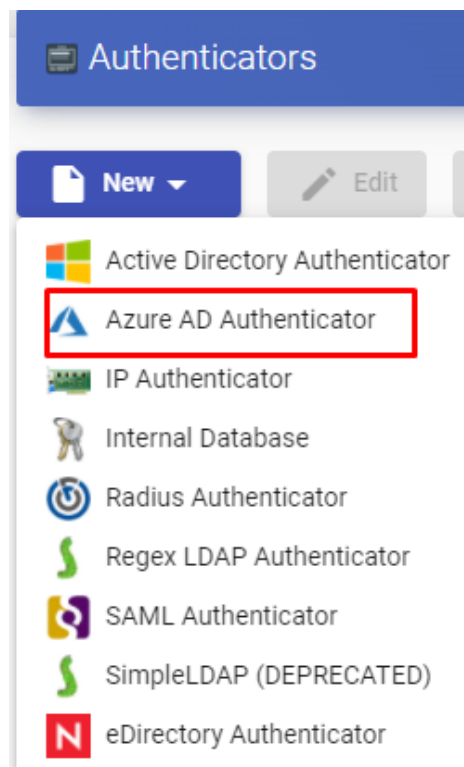 Authenticators
New
Edit
Active Directory Authenticator
Azure AD Authenticator
IP Authenticator
Internal Database
Radius Authenticator
Regex LDAP Authenticator
SAML Authenticator
SimpleLDAP (DEPRECATED)
eDirectory Authenticator